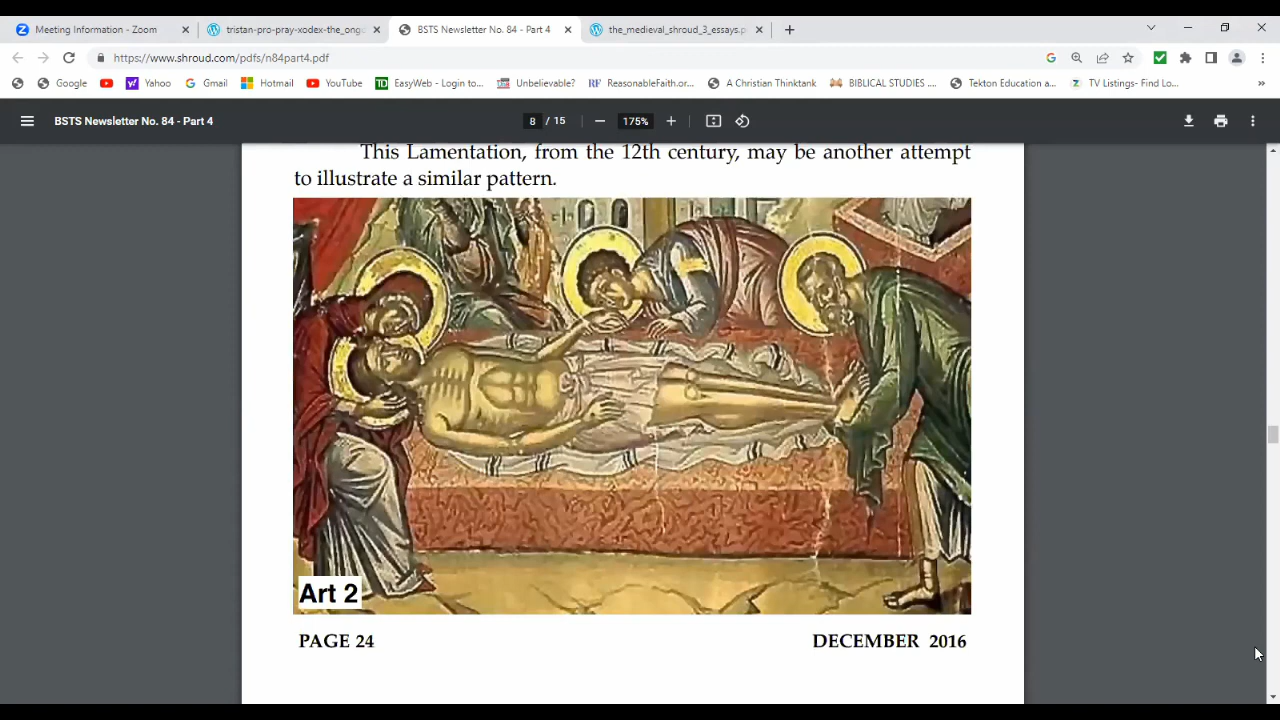 Meeting Information - Zoom
tristan-pro-pray-xodex-the_ong
BSTS Newsletter No. 84 - Part 4
the_medieval_shroud_3_essays.p
https://www.shroud.com/pdfs/n84part4.pdf
Google
Yahoo
Gmail
Hotmail
YouTube
EasyWeb - Login to...
Unbelievable?
ReasonableFaith.or...
A Christian Thinktank
BIBLICAL STUDIES ....
Tekton Education a...
TV Listings- Find Lo...
BSTS Newsletter No. 84 - Part 4
8 / 15
175%
This Lamentation, from the 12th century, may be another attempt
to illustrate a similar pattern.
Art 2
PAGE 24
DECEMBER 2016